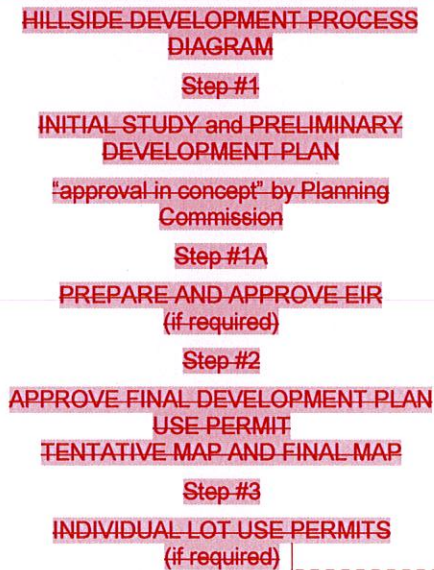 HILLSIDE DEVELOPMENT PROCESS
DIAGRAM
Step #1
INITIAL STUDY and PRELIMINARY
DEVELOPMENT PLAN
"approval in concept" by Planning
Commission
Step #1A
PREPARE AND APPROVE EIR
(if required)
Step #2
APPROVE FINAL DEVELOPMENT PLAN
USE PERMIT
TENTATIVE MAP AND FINAL MAP
Step #3
INDIVIDUAL LOT USE PERMITS
(if required)